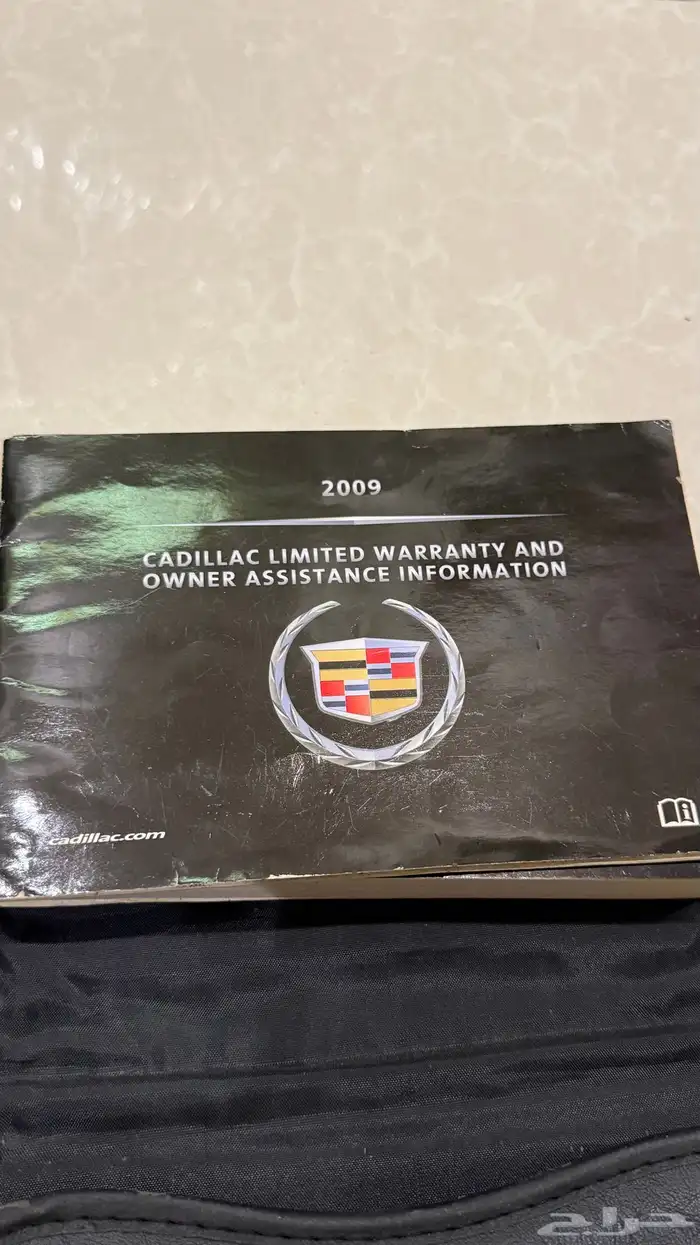 2009
CADILLAC LIMITED WARRANTY AND
OWNER ASSISTANCE INFORMATION
cadillac.com
حراج